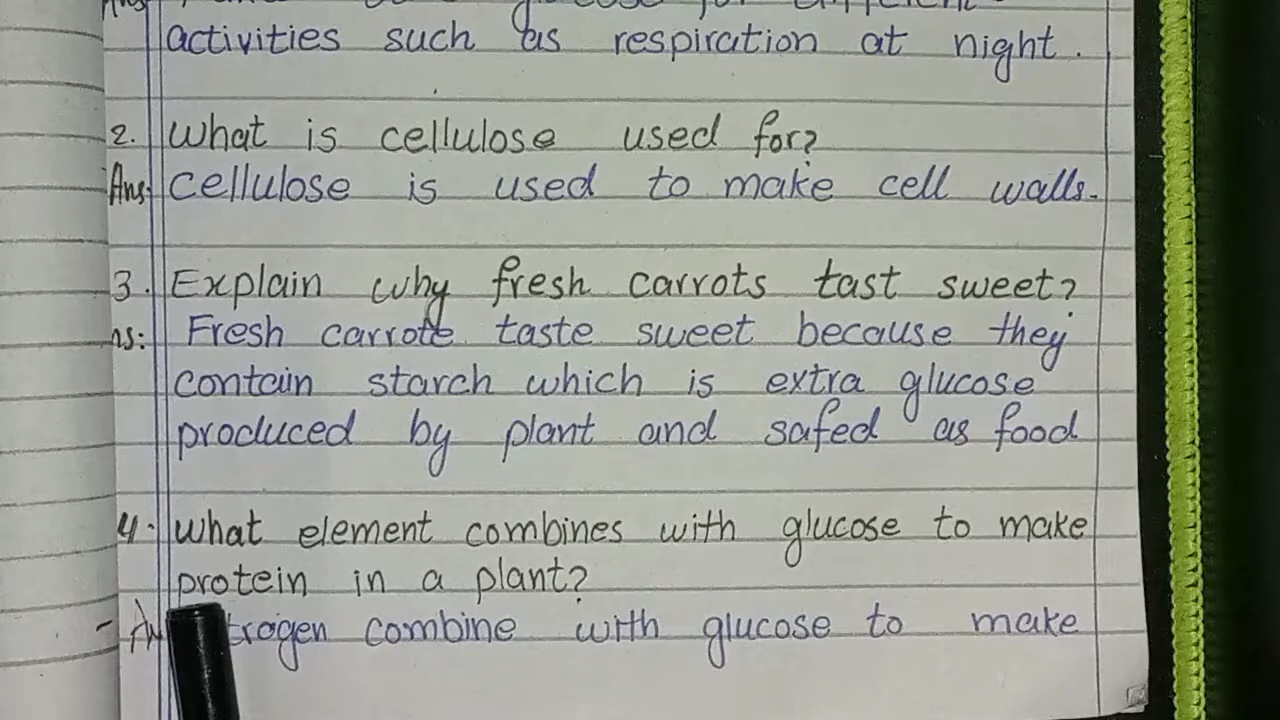 activities such as respiration at night.
2. What is cellulose used for?
Ans: cellulose is used to make cell walls.
3. Explain why fresh carrots tast sweet?
ns: Fresh carrote taste sweet because they
contain starch which is extra glucose
produced by plant and safed as food
4. What element combines with glucose to make
protein in a plant?
trogen combine with glucose to make